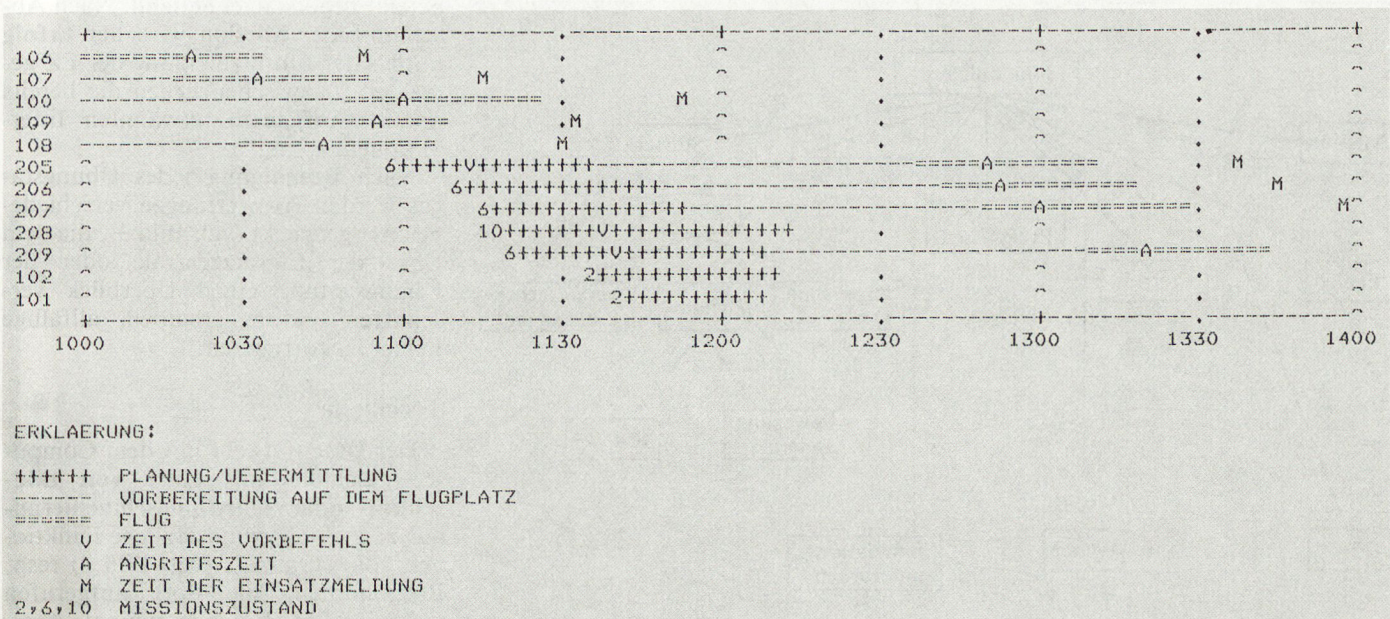 106 ========A===== M
107 -------======A======== M
100 --------------------====A========== M
109 -------------=========A===== M
108 ------------======A======== M
205 6+++++V+++++++++------------------------=====A======== M
206 6+++++++++++++++---------------------====A========== M
207 6+++++++++++++++----------------------====A=========== M
208 10+++++++V++++++++++++++
209 6+++++++V+++++++++++------------------------====A========= 
102 2++++++++++++++
101 2+++++++++++
1000 1030 1100 1130 1200 1230 1300 1330 1400
ERKLAERUNG:
++++++ PLANUNG/UEBERMITTLUNG
------ VORBEREITUNG AUF DEM FLUGPLATZ
====== FLUG
V ZEIT DES VORBEFEHLS
A ANGRIFFSZEIT
M ZEIT DER EINSATZMELDUNG
2,6,10 MISSIONSZUSTAND